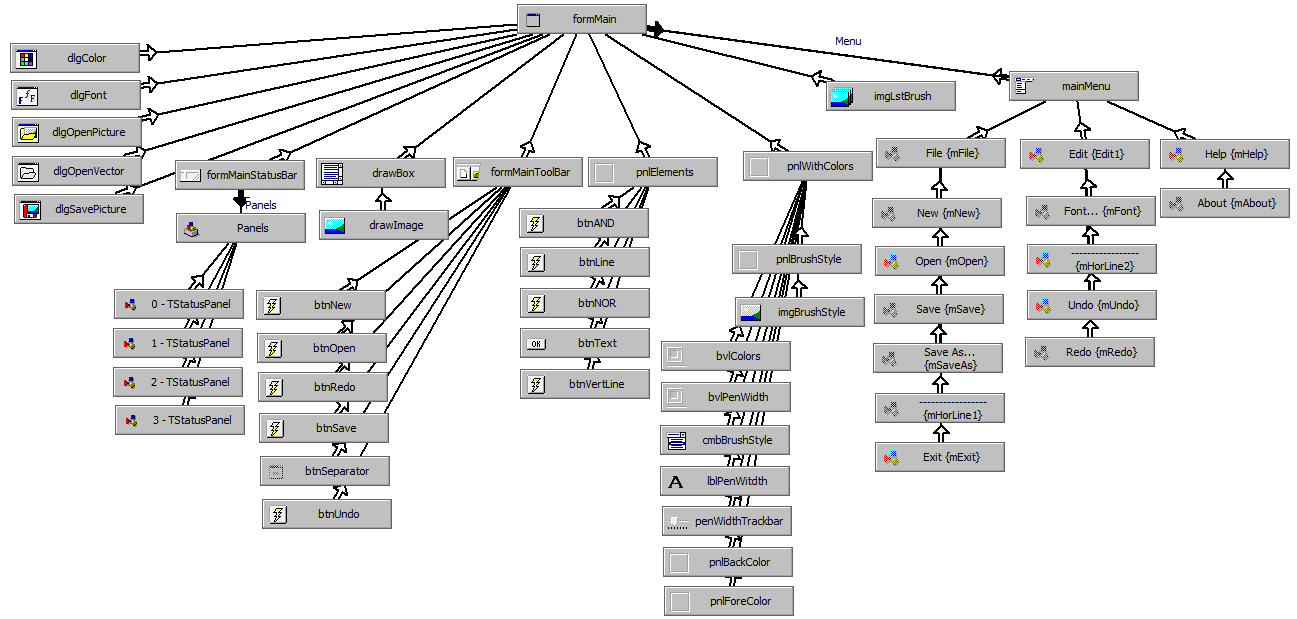 formMain
Menu
dlgColor
dlgFont
dlgOpenPicture
dlgOpenVector
dlgSavePicture
formMainStatusBar
Panels
Panels
0 - TStatusPanel
1 - TStatusPanel
2 - TStatusPanel
3 - TStatusPanel
drawBox
drawImage
formMainToolBar
btnNew
btnOpen
btnRedo
btnSave
btnSeparator
btnUndo
pnlElements
btnAND
btnLine
btnNOR
btnText
OK
btnVertLine
pnlWithColors
pnlBrushStyle
imgBrushStyle
bvlColors
bvlPenWidth
cmbBrushStyle
A
lblPenWitdth
penWidthTrackbar
pnlBackColor
pnlForeColor
imgLstBrush
mainMenu
File {mFile}
New {mNew}
Open {mOpen}
Save {mSave}
Save As...
{mSaveAs}
-----------------
{mHorLine1}
Exit {mExit}
Edit {Edit1}
Font... {mFont}
-----------------
{mHorLine2}
Undo {mUndo}
Redo {mRedo}
Help {mHelp}
About {mAbout}